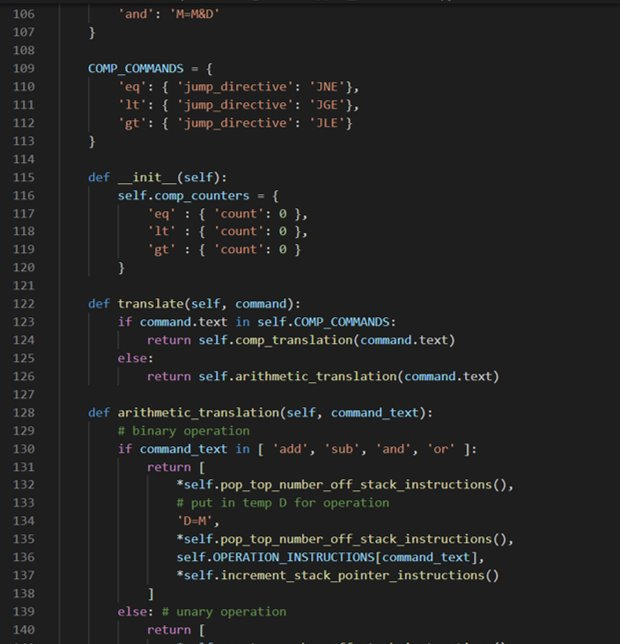 106 'and': 'M=M&D'
107 }
108
109 COMP_COMMANDS = {
110 'eq': { 'jump_directive': 'JNE'},
111 'lt': { 'jump_directive': 'JGE'},
112 'gt': { 'jump_directive': 'JLE'}
113 }
114
115 def __init__(self):
116 self.comp_counters = {
117 'eq' : { 'count': 0 },
118 'lt' : { 'count': 0 },
119 'gt' : { 'count': 0 }
120 }
121
122 def translate(self, command):
123 if command.text in self.COMP_COMMANDS:
124 return self.comp_translation(command.text)
125 else:
126 return self.arithmetic_translation(command.text)
127
128 def arithmetic_translation(self, command_text):
129 # binary operation
130 if command_text in [ 'add', 'sub', 'and', 'or' ]:
131 return [
132 *self.pop_top_number_off_stack_instructions(),
133 # put in temp D for operation
134 'D=M',
135 *self.pop_top_number_off_stack_instructions(),
136 self.OPERATION_INSTRUCTIONS[command_text],
137 *self.increment_stack_pointer_instructions()
138 ]
139 else: # unary operation
140 return [